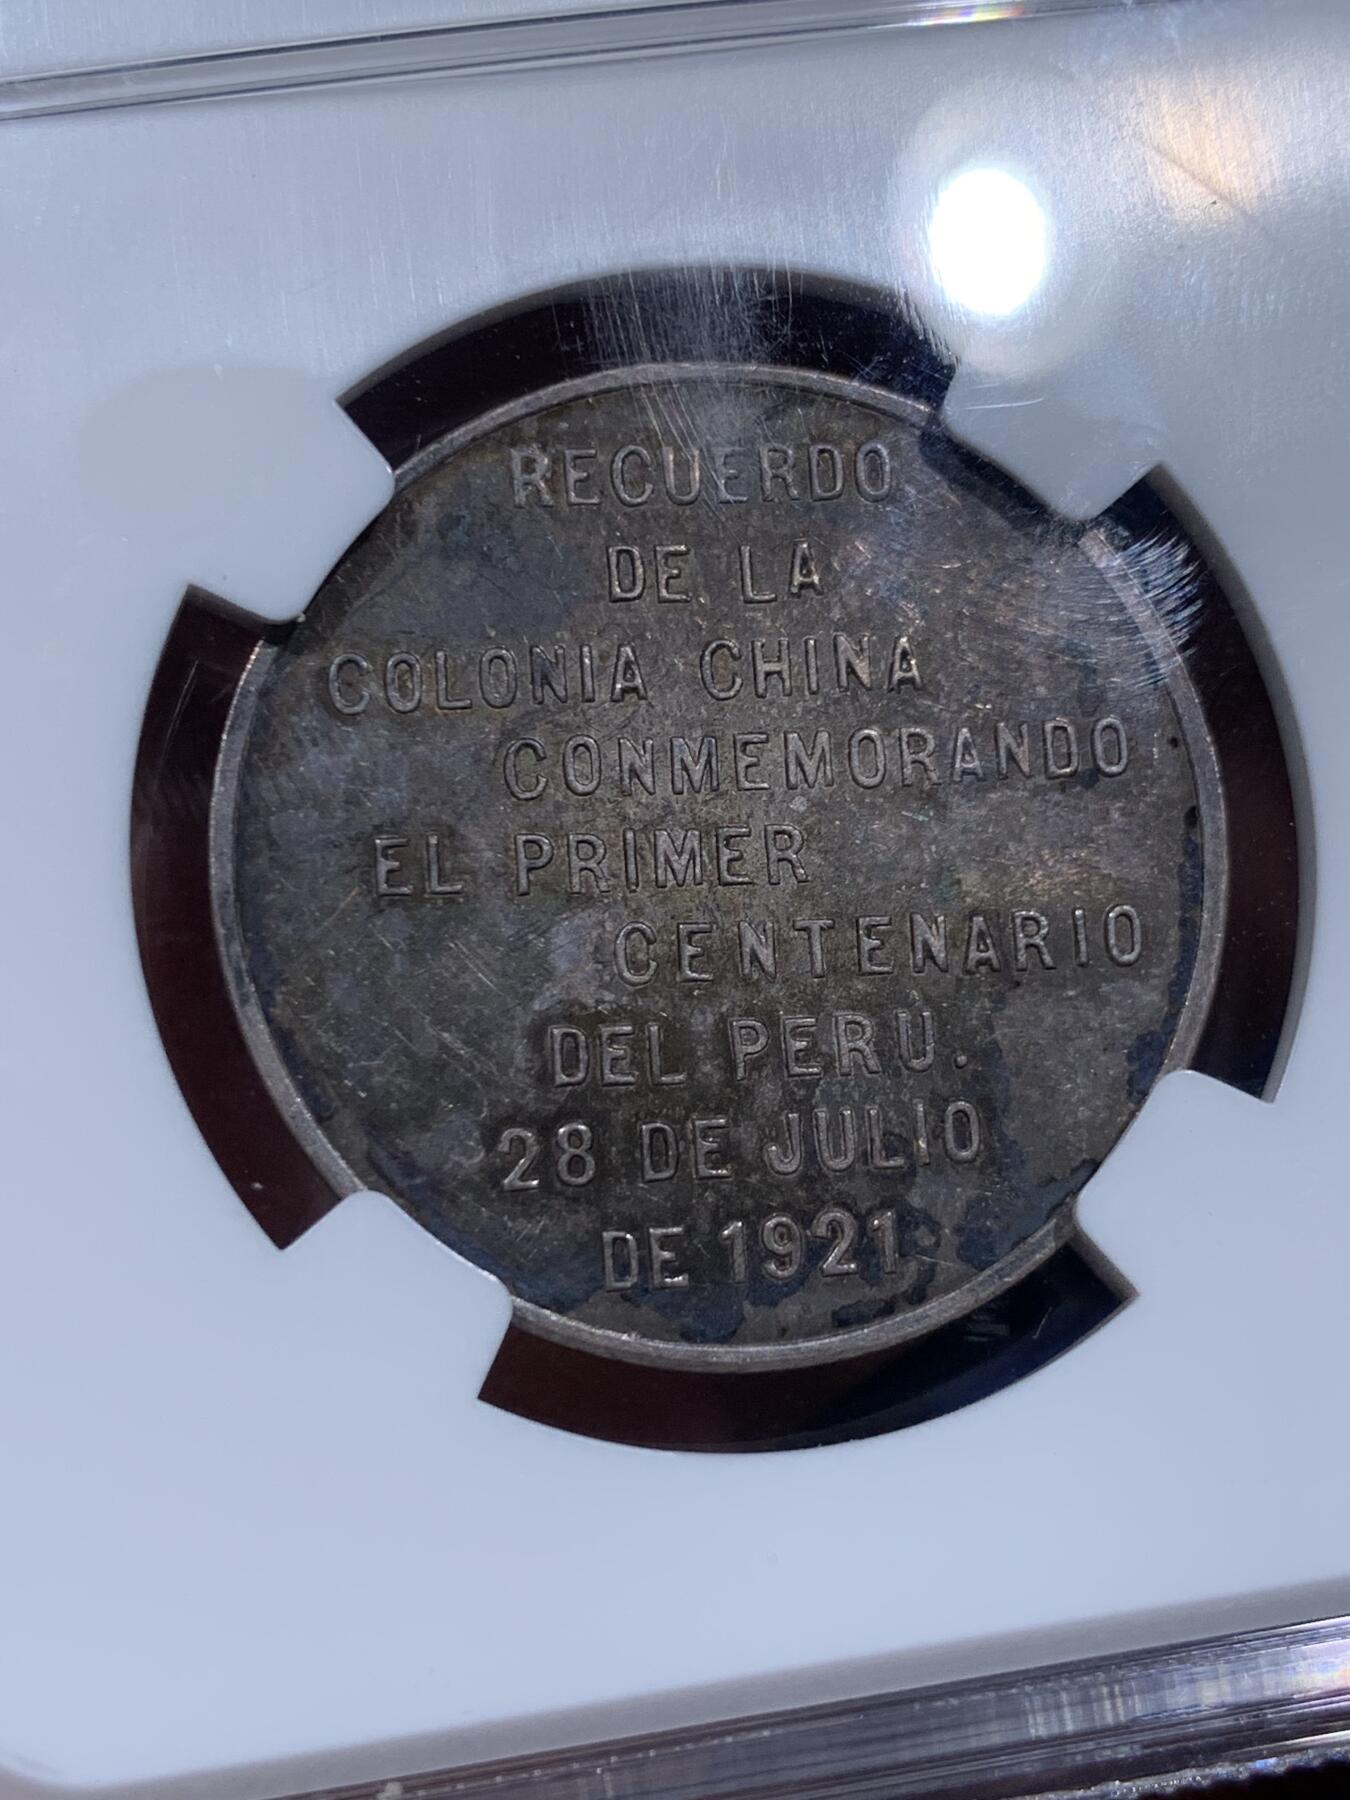 RECUERDO
DE LA
COLONIA CHINA
CONMEMORANDO
EL PRIMER
CENTENARIO
DEL PERU.
28 DE JULIO
DE 1921